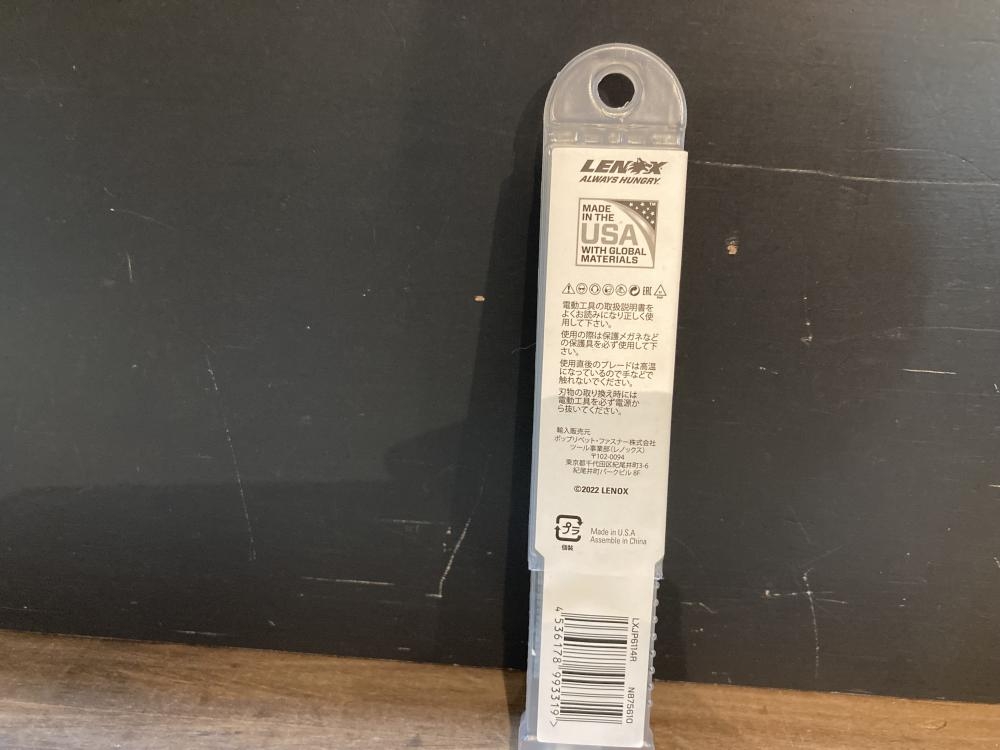 LENOX
ALWAYS HUNGRY.
MADE
IN THE
USA
WITH GLOBAL
MATERIALS
EAC
電動工具の取扱説明書を
よくお読みになり正しく使
用して下さい。
使用の際は保護メガネなど
の保護具を必ず使用して下
さい。
使用直後のブレードは高温
になっているので手などで
触れないでください。
刃物の取り換え時には
電動工具を必ず電源か
ら抜いてください。
輸入販売元
ポップリベット・ファスナー株式会社
ツール事業部(レノックス)
〒102-0094
東京都千代田区紀尾井町3-6
紀尾井町パークビル 8F
©2022 LENOX
プラ
個装
Made in U.S.A
Assemble in China
LXJP6114R NB75610
4 536178 993319 >